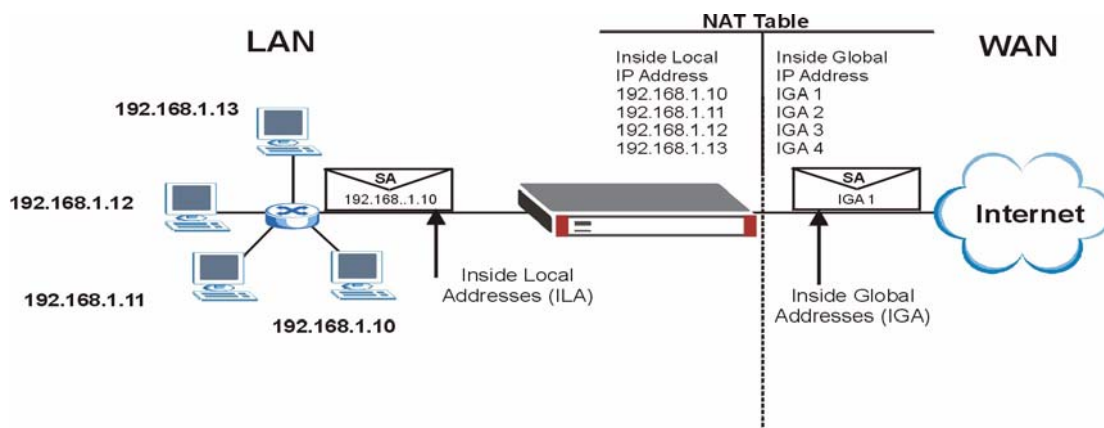 NAT Table
LAN
WAN
Inside Local
IP Address
192.168.1.10
192.168.1.11
192.168.1.12
192.168.1.13
Inside Global
IP Address
IGA 1
IGA 2
IGA 3
IGA 4
192.168.1.13
SA
192.168..1.10
SA
IGA 1
192.168.1.12
Internet
192.168.1.11
192.168.1.10
Inside Local
Addresses (ILA)
Inside Global
Addresses (IGA)